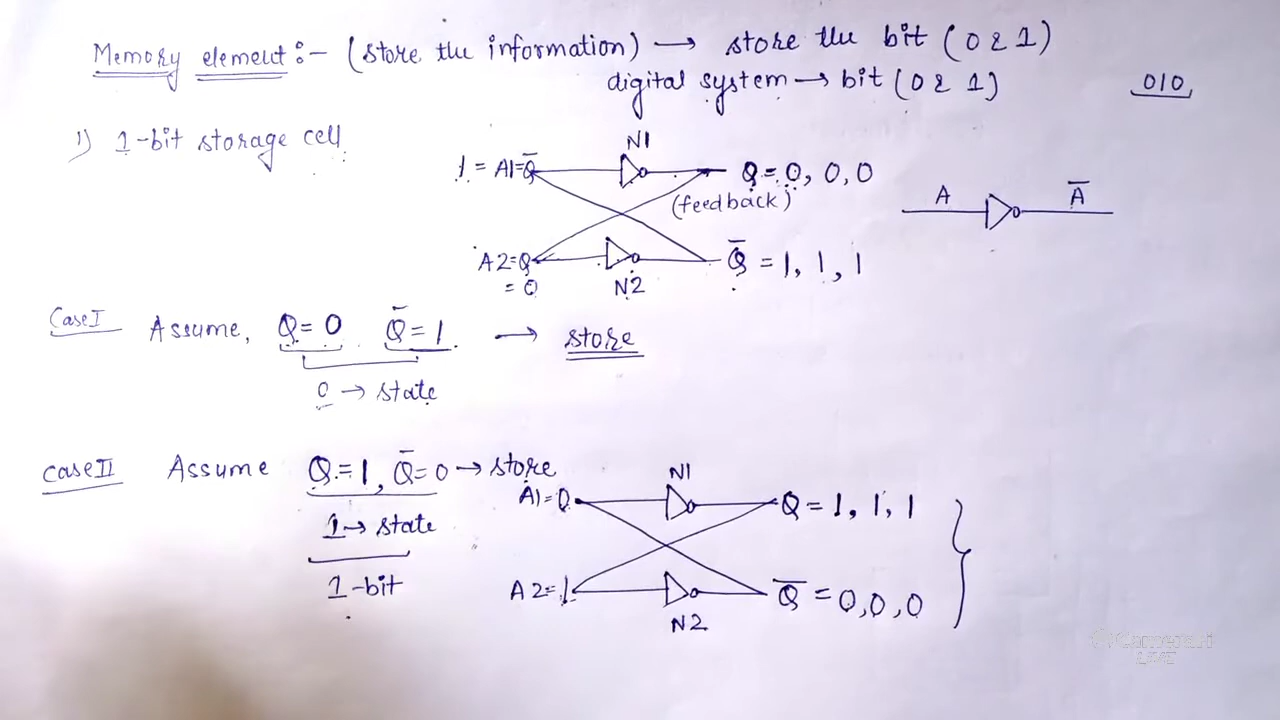 Memory element :- (store the information) → store the bit (0 & 1)
digital system → bit (0 & 1)
010
1) 1-bit storage cell
N1
1 = A1=Q̅
Q = 0, 0, 0
(feedback)
A
A̅
A2=Q
= 0
N2
Q̅ = 1, 1, 1
Case I Assume, Q=0 Q̅=1 → store
0 → state
case II Assume Q=1, Q̅=0 → store
1 → state
1-bit
N1
A1=0
Q = 1, 1, 1
A2=1
N2
Q̅ = 0,0,0